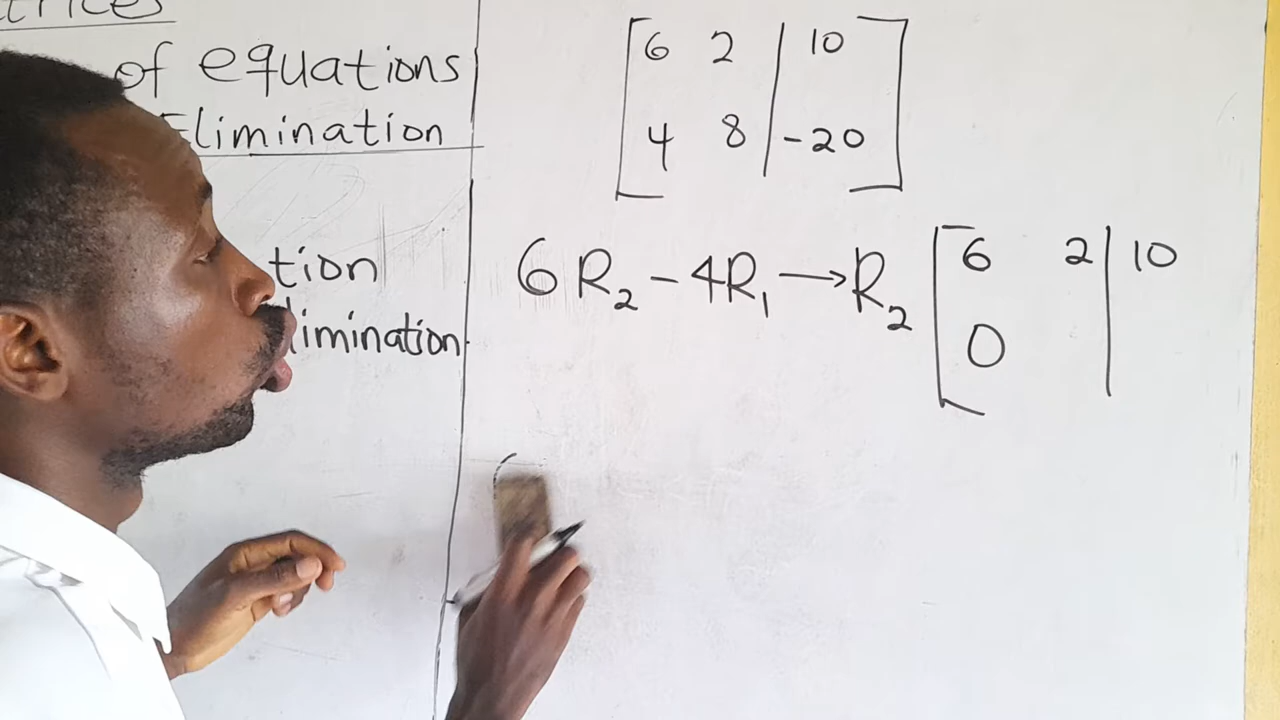 of equations
Elimination
tion
limination
6 2 | 10
4 8 | -20
6R₂ - 4R₁ → R₂ [ 6 2 | 10
0 |